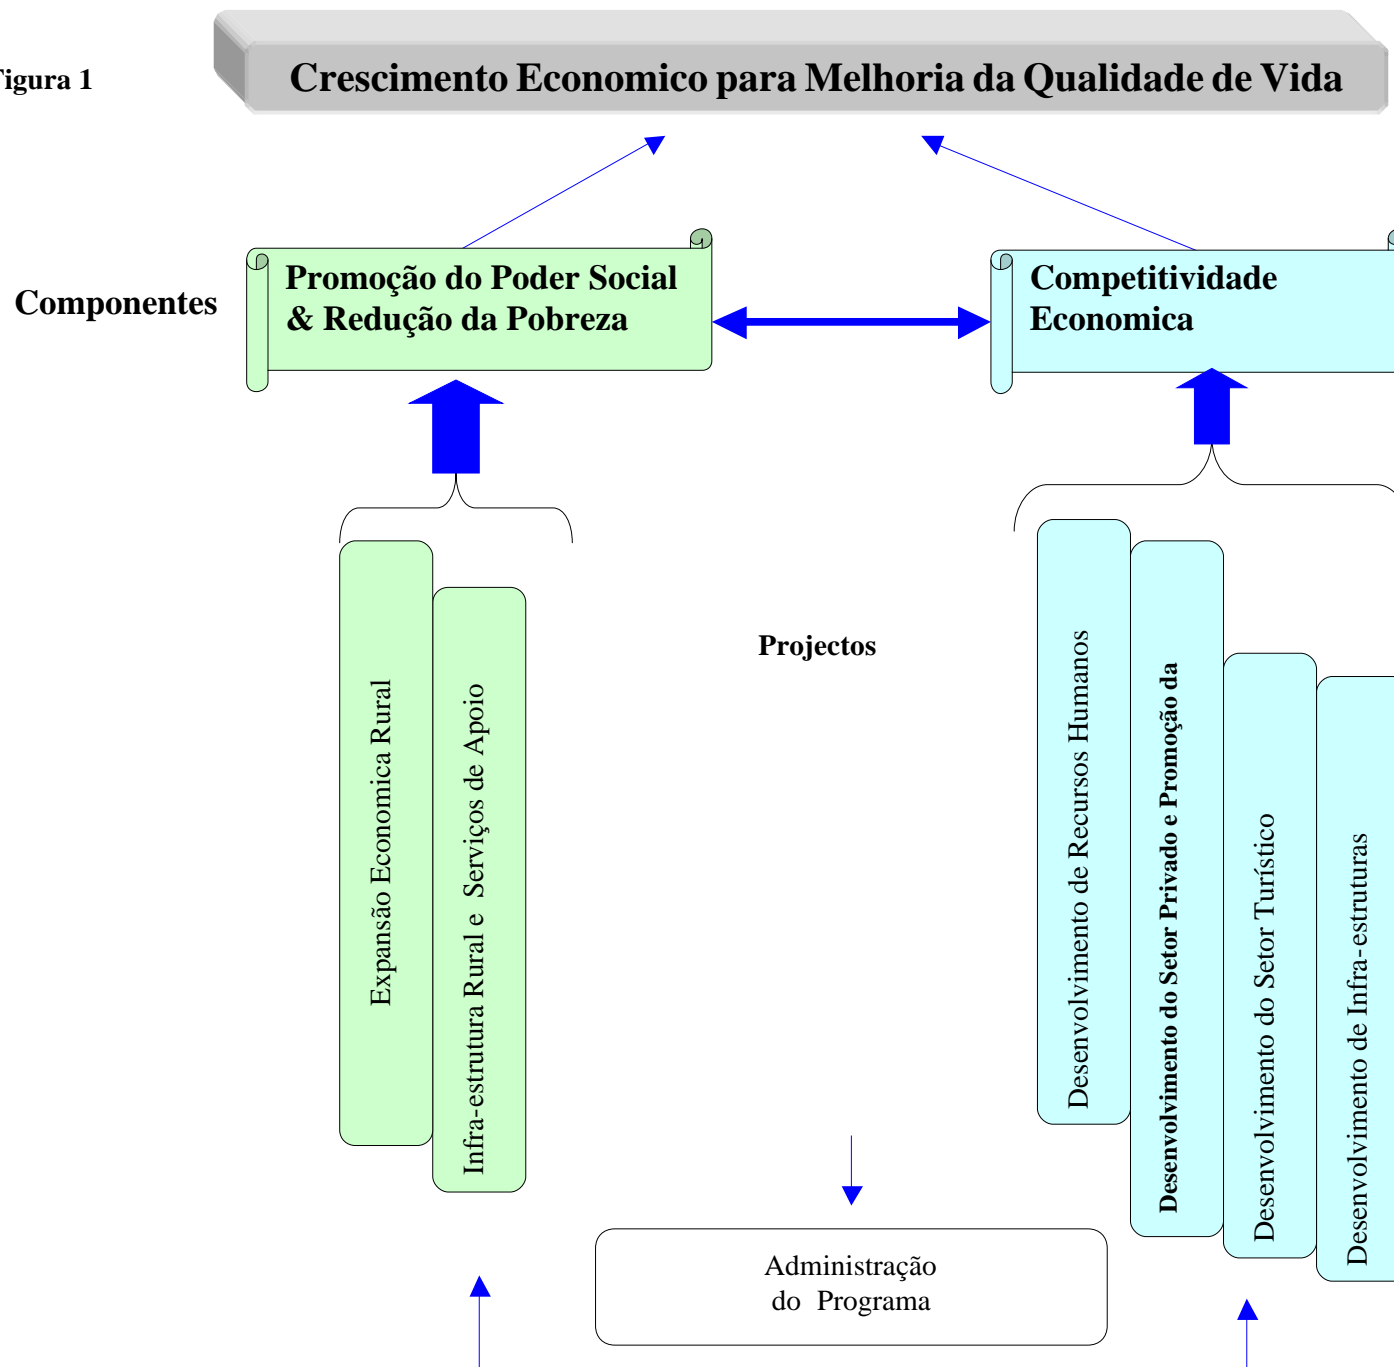 Figura 1
Crescimento Economico para Melhoria da Qualidade de Vida
Componentes
Promoção do Poder Social
& Redução da Pobreza
Competitividade
Economica
Projectos
Expansão Economica Rural
Infra-estrutura Rural e Serviços de Apoio
Desenvolvimento de Recursos Humanos
Desenvolvimento do Setor Privado e Promoção da
Desenvolvimento do Setor Turístico
Desenvolvimento de Infra-estruturas
Administração
do Programa